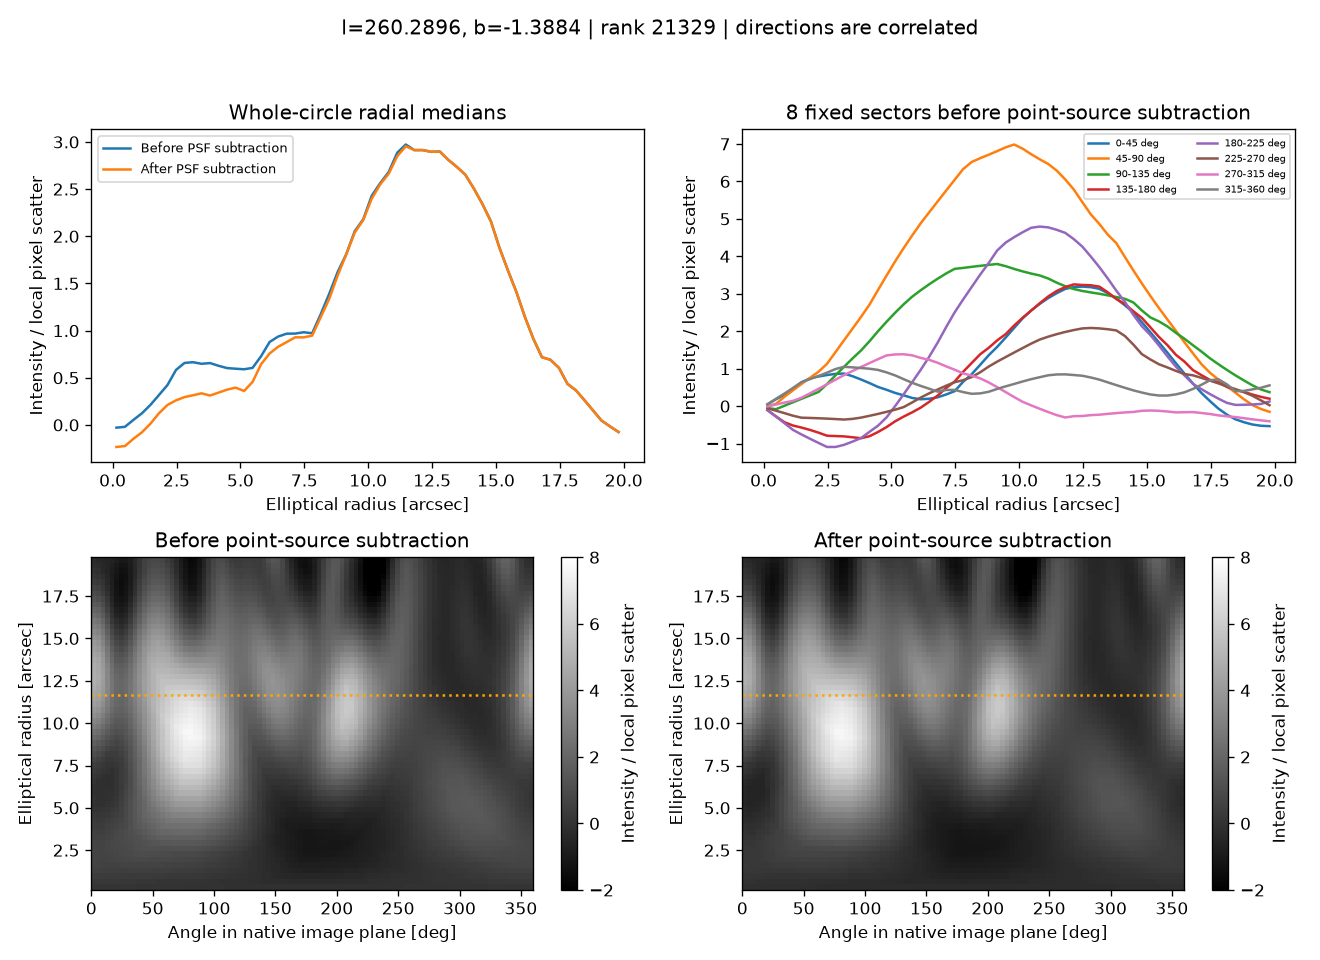 l=260.2896, b=-1.3884 | rank 21329 | directions are correlated
Whole-circle radial medians
Before PSF subtraction
After PSF subtraction
3.0
2.5
2.0
1.5
1.0
0.5
0.0
Intensity / local pixel scatter
0.0 2.5 5.0 7.5 10.0 12.5 15.0 17.5 20.0
Elliptical radius [arcsec]
8 fixed sectors before point-source subtraction
0-45 deg
45-90 deg
90-135 deg
135-180 deg
180-225 deg
225-270 deg
270-315 deg
315-360 deg
7
6
5
4
3
2
1
0
−1
Intensity / local pixel scatter
0.0 2.5 5.0 7.5 10.0 12.5 15.0 17.5 20.0
Elliptical radius [arcsec]
Before point-source subtraction
17.5
15.0
12.5
10.0
7.5
5.0
2.5
Elliptical radius [arcsec]
0 50 100 150 200 250 300 350
Angle in native image plane [deg]
8
6
4
2
0
−2
Intensity / local pixel scatter
After point-source subtraction
17.5
15.0
12.5
10.0
7.5
5.0
2.5
Elliptical radius [arcsec]
0 50 100 150 200 250 300 350
Angle in native image plane [deg]
8
6
4
2
0
−2
Intensity / local pixel scatter